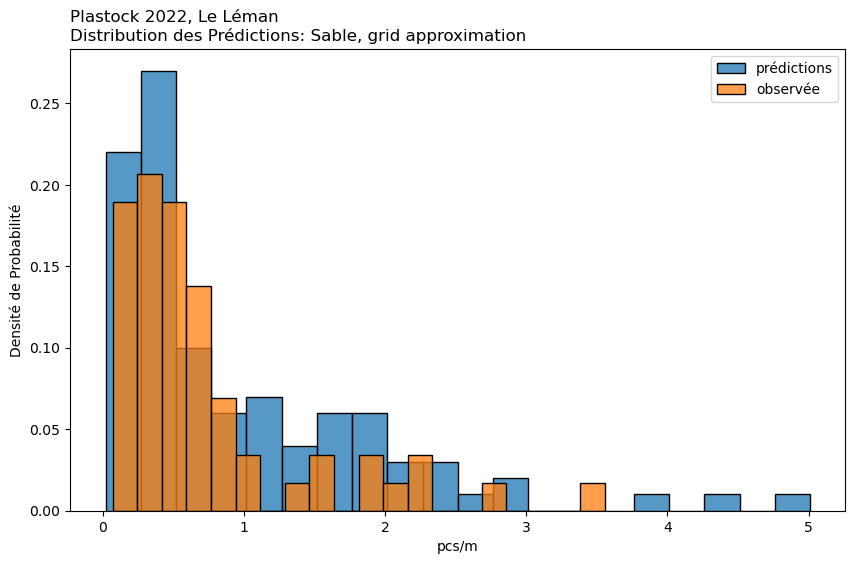 Plastock 2022, Le Léman
Distribution des Prédictions: Sable, grid approximation
prédictions
observée
Densité de Probabilité
0.25
0.20
0.15
0.10
0.05
0.00
0 1 2 3 4 5
pcs/m